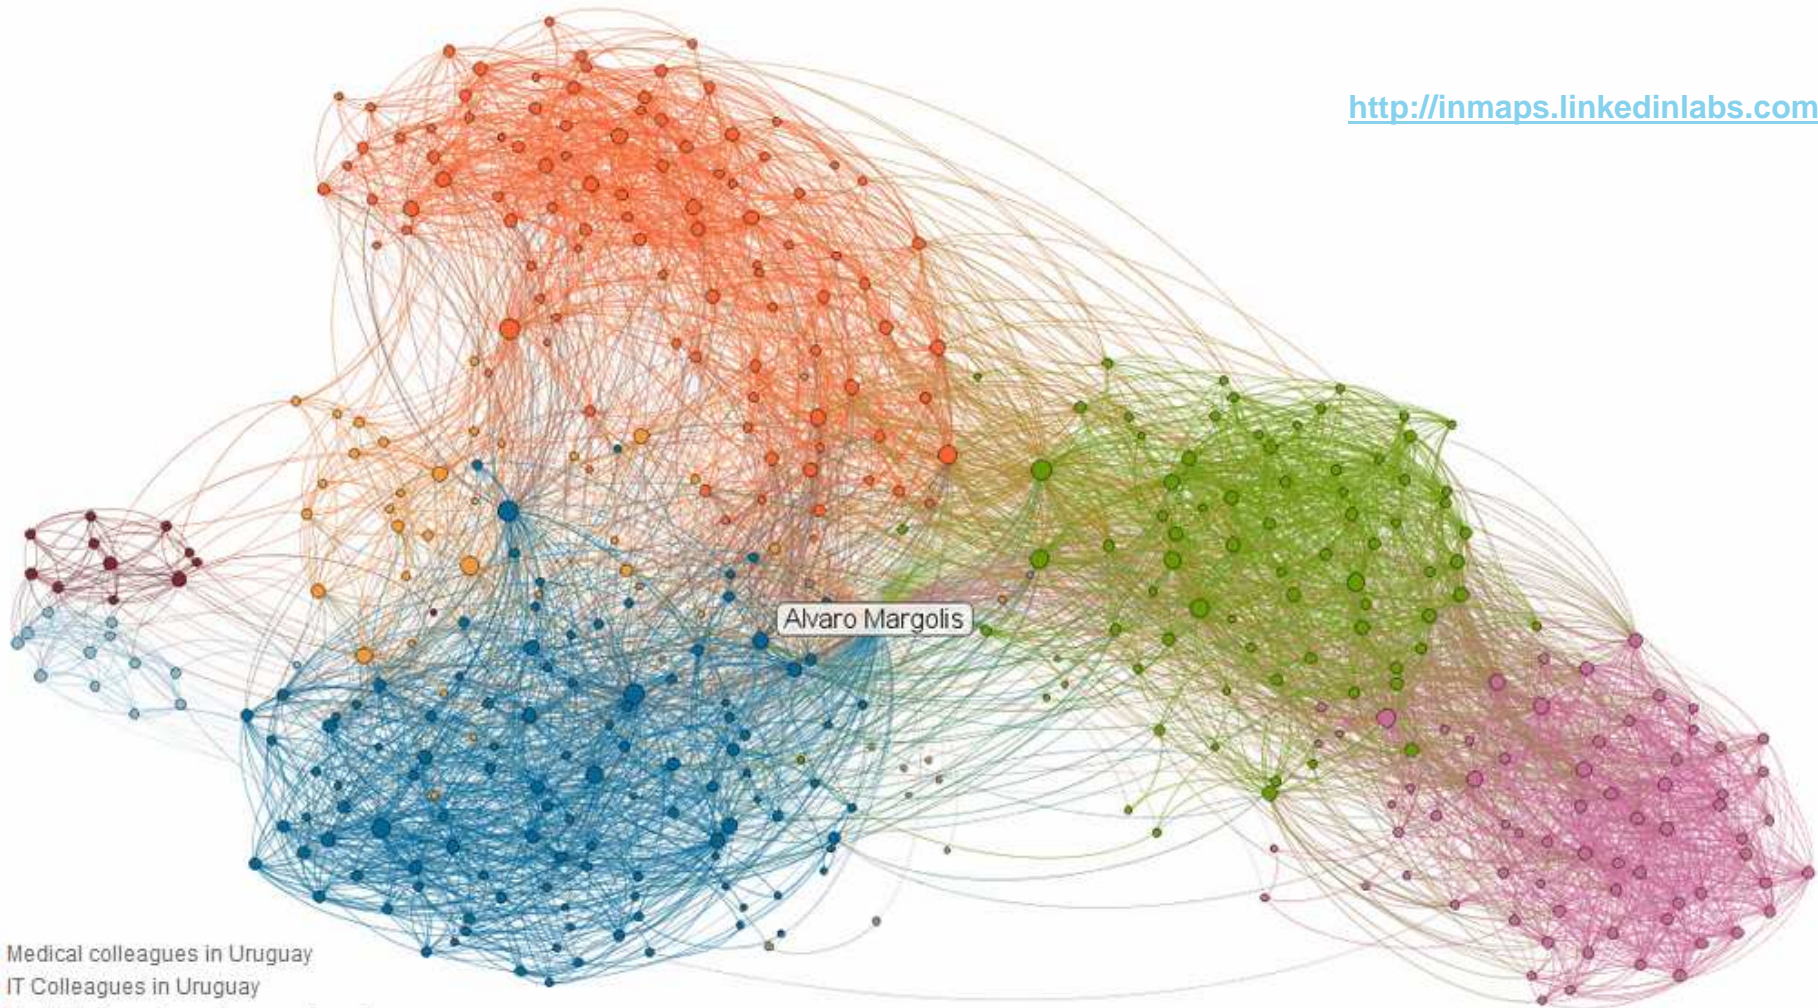 http://inmaps.linkedinlabs.com
Alvaro Margolis
Medical colleagues in Uruguay
IT Colleagues in Uruguay